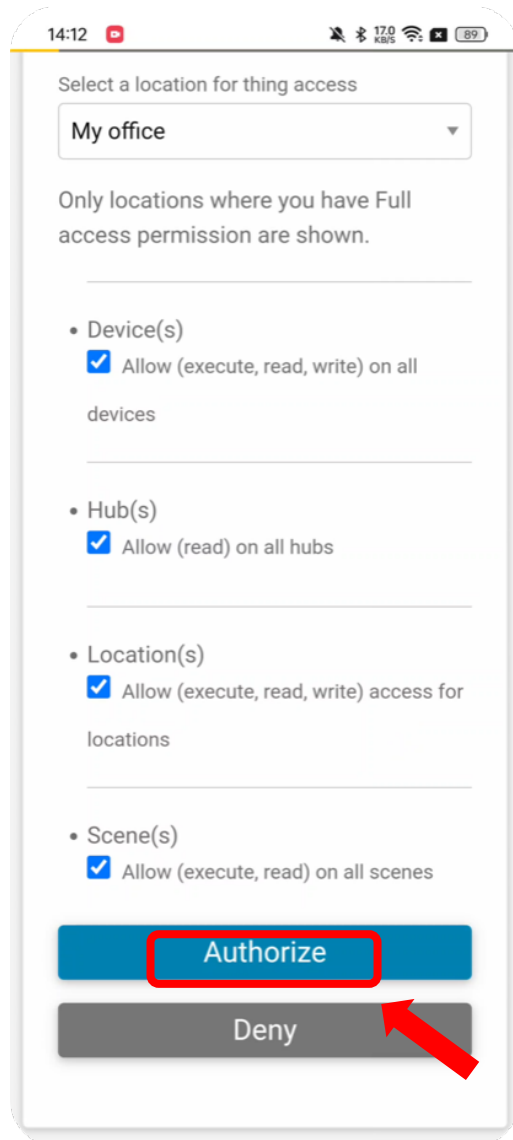 14:12 17.0 KB/S 89
Select a location for thing access
My office
Only locations where you have Full
access permission are shown.
• Device(s)
Allow (execute, read, write) on all
devices
• Hub(s)
Allow (read) on all hubs
• Location(s)
Allow (execute, read, write) access for
locations
• Scene(s)
Allow (execute, read) on all scenes
Authorize
Deny